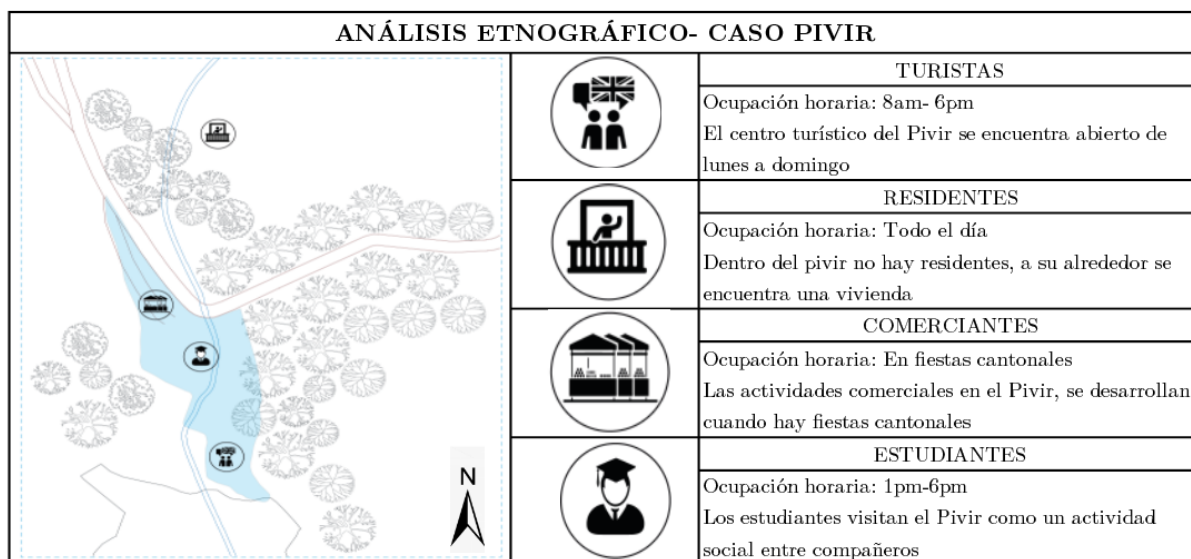 ANÁLISIS ETNOGRÁFICO- CASO PIVIR
N
TURISTAS
Ocupación horaria: 8am- 6pm
El centro turístico del Pivir se encuentra abierto de
lunes a domingo
RESIDENTES
Ocupación horaria: Todo el día
Dentro del pivir no hay residentes, a su alrededor se
encuentra una vivienda
COMERCIANTES
Ocupación horaria: En fiestas cantonales
Las actividades comerciales en el Pivir, se desarrollan
cuando hay fiestas cantonales
ESTUDIANTES
Ocupación horaria: 1pm-6pm
Los estudiantes visitan el Pivir como un actividad
social entre compañeros